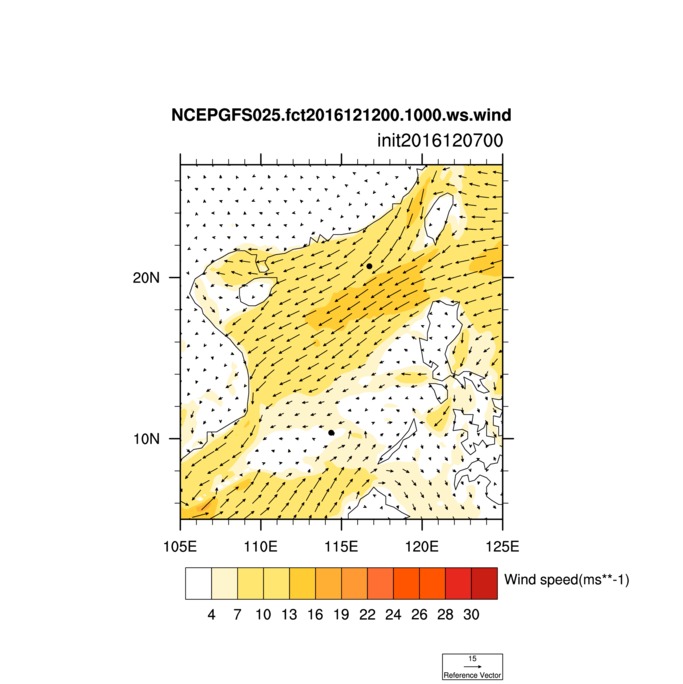 NCEPGFS025.fct2016121200.1000.ws.wind
init2016120700
20N
10N
105E 110E 115E 120E 125E
4 7 10 13 16 19 22 24 26 28 30
Wind speed(ms**-1)
15
Reference Vector